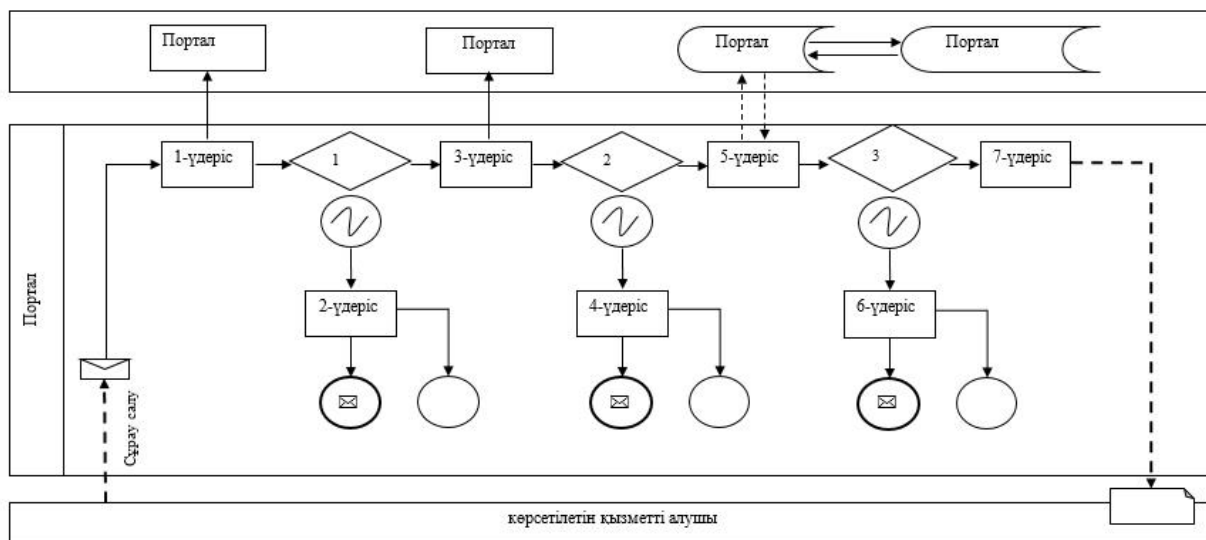 Портал
Портал
Портал
Портал
1-үдеріс
1
3-үдеріс
2
5-үдеріс
3
7-үдеріс
Портал
2-үдеріс
4-үдеріс
6-үдеріс
Сұрау салу
көрсетілетін қызметті алушы